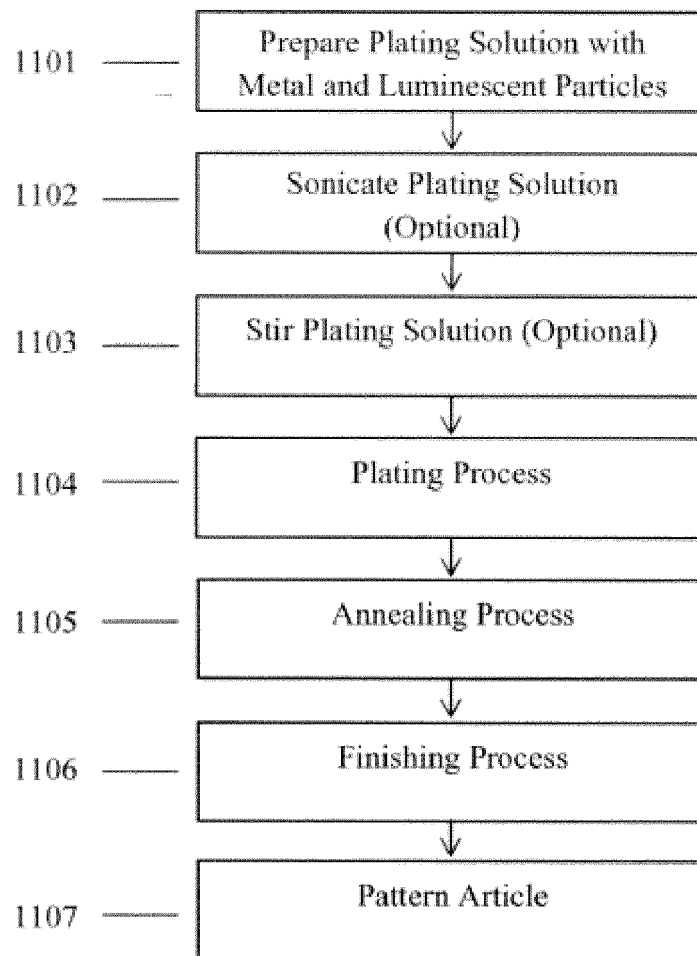 1101
Prepare Plating Solution with
Metal and Luminescent Particles
1102
Sonicate Plating Solution
(Optional)
1103
Stir Plating Solution (Optional)
1104
Plating Process
1105
Annealing Process
1106
Finishing Process
1107
Pattern Article